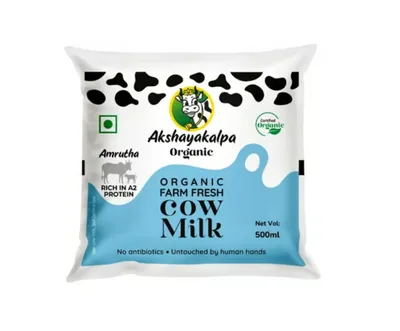 Certified
Organic
Akshayakalpa
Organic
Amrutha
RICH IN A2
PROTEIN
ORGANIC
FARM FRESH
cow
Milk
Net Vol:
500ml
No antibiotics • Untouched by human hands